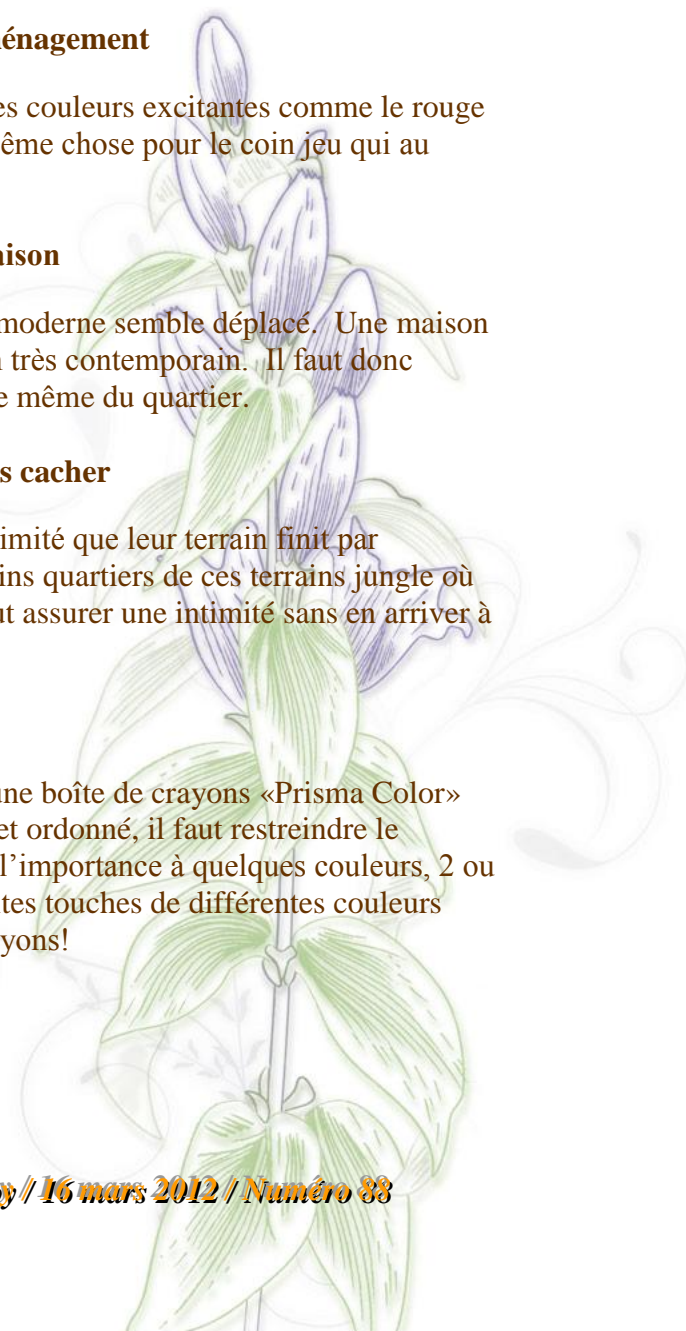 énagement
es couleurs excitantes comme le rouge
ême chose pour le coin jeu qui au
aison
moderne semble déplacé. Une maison
très contemporain. Il faut donc
e même du quartier.
s cacher
imité que leur terrain finit par
ins quartiers de ces terrains jungle où
ut assurer une intimité sans en arriver à
une boîte de crayons «Prisma Color»
et ordonné, il faut restreindre le
l’importance à quelques couleurs, 2 ou
ites touches de différentes couleurs
yons!
y / 16 mars 2012 / Numéro 88